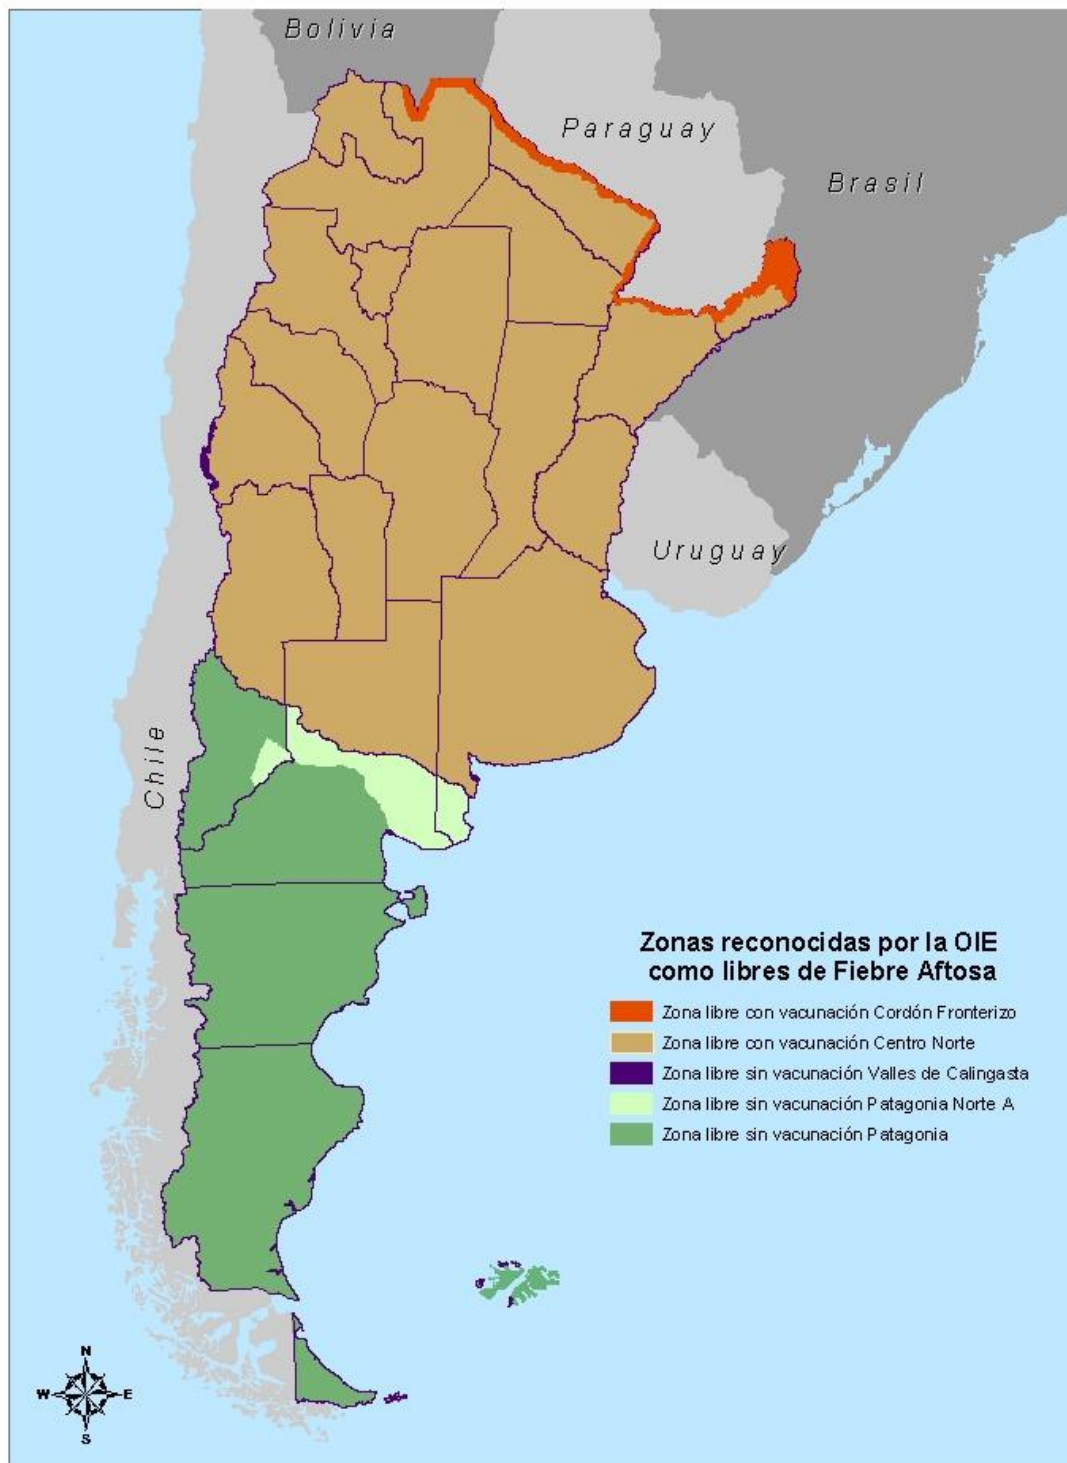 Bolivia
Paraguay
Brasil
Uruguay
Chile
Zonas reconocidas por la OIE
como libres de Fiebre Aftosa
Zona libre con vacunación Cordón Fronterizo
Zona libre con vacunación Centro Norte
Zona libre sin vacunación Valles de Calingasta
Zona libre sin vacunación Patagonia Norte A
Zona libre sin vacunación Patagonia
N
W E
S